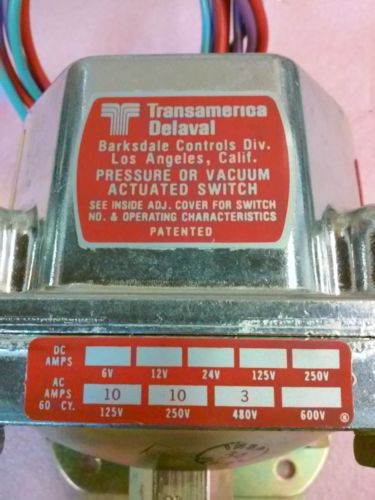 Transamerica
Delaval
Barksdale Controls Div.
Los Angeles, Calif.
PRESSURE OR VACUUM
ACTUATED SWITCH
SEE INSIDE ADJ. COVER FOR SWITCH
NO. & OPERATING CHARACTERISTICS
PATENTED
DC
AMPS
6V 12V 24V 125V 250V
AC
AMPS 10 10 3
60 CY. 125V 250V 480V 600V ®